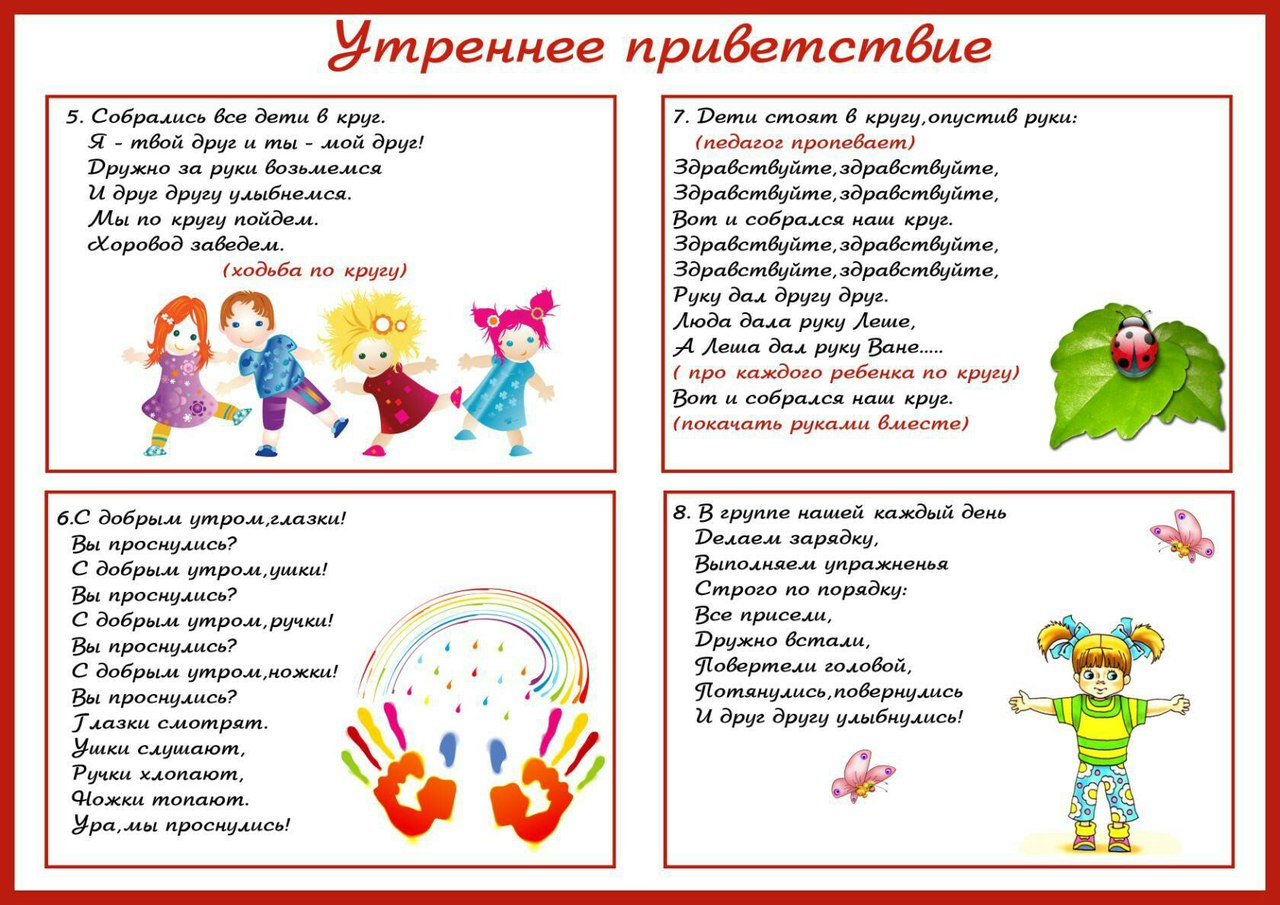 Утреннее приветствие
5. Собрались все дети в круг.
Я - твой друг и ты - мой друг!
Дружно за руки возьмемся
И друг другу улыбнемся.
Мы по кругу пойдем.
Хоровод заведем.
(ходьба по кругу)
6.С добрым утром,глазки!
Вы проснулись?
С добрым утром,ушки!
Вы проснулись?
С добрым утром,ручки!
Вы проснулись?
С добрым утром,ножки!
Вы проснулись?
Глазки смотрят.
Ушки слушают,
Ручки хлопают,
Ножки топают.
Ура,мы проснулись!
7. Дети стоят в кругу,опустив руки:
(педагог пропевает)
Здравствуйте,здравствуйте,
Здравствуйте,здравствуйте,
Вот и собрался наш круг.
Здравствуйте,здравствуйте,
Здравствуйте,здравствуйте,
Руку дал другу друг.
Люда дала руку Леше,
А Леша дал руку Ване.....
( про каждого ребенка по кругу)
Вот и собрался наш круг.
(покачать руками вместе)
8. В группе нашей каждый день
Делаем зарядку,
Выполняем упражненья
Строго по порядку:
Все присели,
Дружно встали,
Повертели головой,
Потянулись,повернулись
И друг другу улыбнулись!